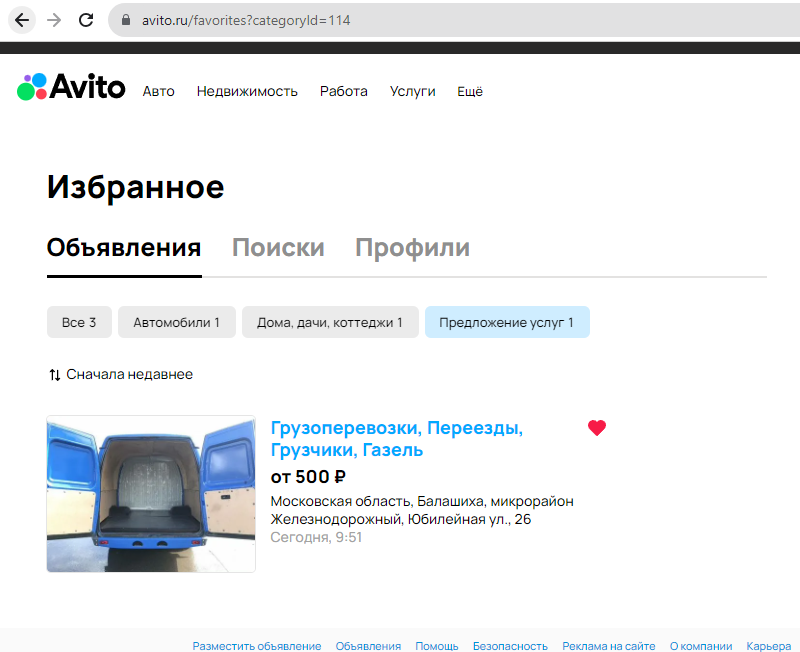 avito.ru/favorites?categoryId=114
Avito Авто Недвижимость Работа Услуги Ещё
Избранное
Объявления Поиски Профили
Все 3 Автомобили 1 Дома, дачи, коттеджи 1 Предложение услуг 1
Сначала недавнее
Грузоперевозки, Переезды,
Грузчики, Газель
от 500 ₽
Московская область, Балашиха, микрорайон
Железнодорожный, Юбилейная ул., 26
Сегодня, 9:51
Разместить объявление Объявления Помощь Безопасность Реклама на сайте О компании Карьера